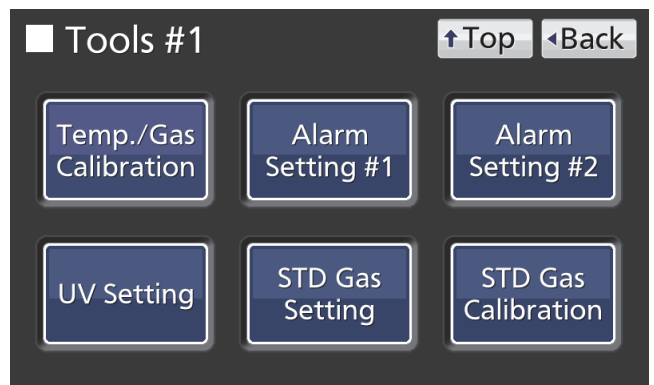 Tools #1
Top
Back
Temp./Gas
Calibration
Alarm
Setting #1
Alarm
Setting #2
UV Setting
STD Gas
Setting
STD Gas
Calibration